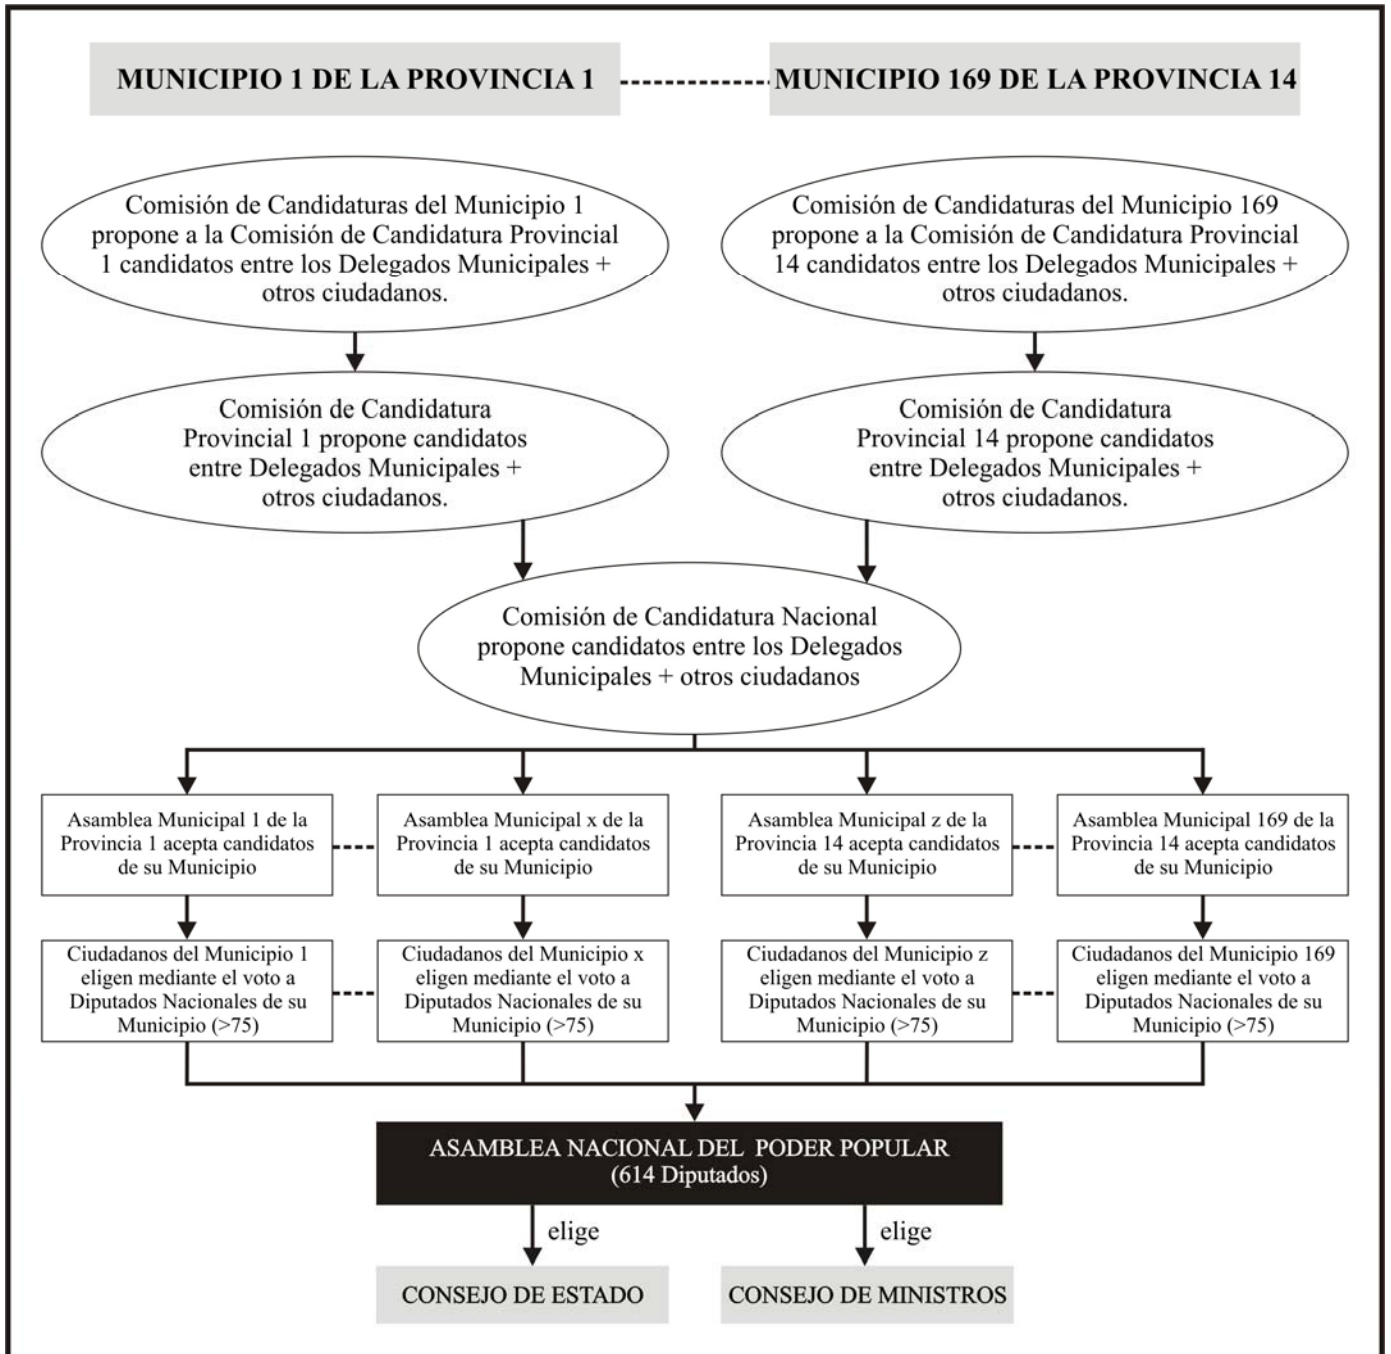 MUNICIPIO 1 DE LA PROVINCIA 1
MUNICIPIO 169 DE LA PROVINCIA 14
Comisión de Candidaturas del Municipio 1
propone a la Comisión de Candidatura Provincial
1 candidatos entre los Delegados Municipales +
otros ciudadanos.
Comisión de Candidaturas del Municipio 169
propone a la Comisión de Candidatura Provincial
14 candidatos entre los Delegados Municipales +
otros ciudadanos.
Comisión de Candidatura
Provincial 1 propone candidatos
entre Delegados Municipales +
otros ciudadanos.
Comisión de Candidatura
Provincial 14 propone candidatos
entre Delegados Municipales +
otros ciudadanos.
Comisión de Candidatura Nacional
propone candidatos entre los Delegados
Municipales + otros ciudadanos
Asamblea Municipal 1 de la
Provincia 1 acepta candidatos
de su Municipio
Asamblea Municipal x de la
Provincia 1 acepta candidatos
de su Municipio
Asamblea Municipal z de la
Provincia 14 acepta candidatos
de su Municipio
Asamblea Municipal 169 de la
Provincia 14 acepta candidatos
de su Municipio
Ciudadanos del Municipio 1
eligen mediante el voto a
Diputados Nacionales de su
Municipio (>75)
Ciudadanos del Municipio x
eligen mediante el voto a
Diputados Nacionales de su
Municipio (>75)
Ciudadanos del Municipio z
eligen mediante el voto a
Diputados Nacionales de su
Municipio (>75)
Ciudadanos del Municipio 169
eligen mediante el voto a
Diputados Nacionales de su
Municipio (>75)
ASAMBLEA NACIONAL DEL PODER POPULAR
(614 Diputados)
elige
elige
CONSEJO DE ESTADO
CONSEJO DE MINISTROS